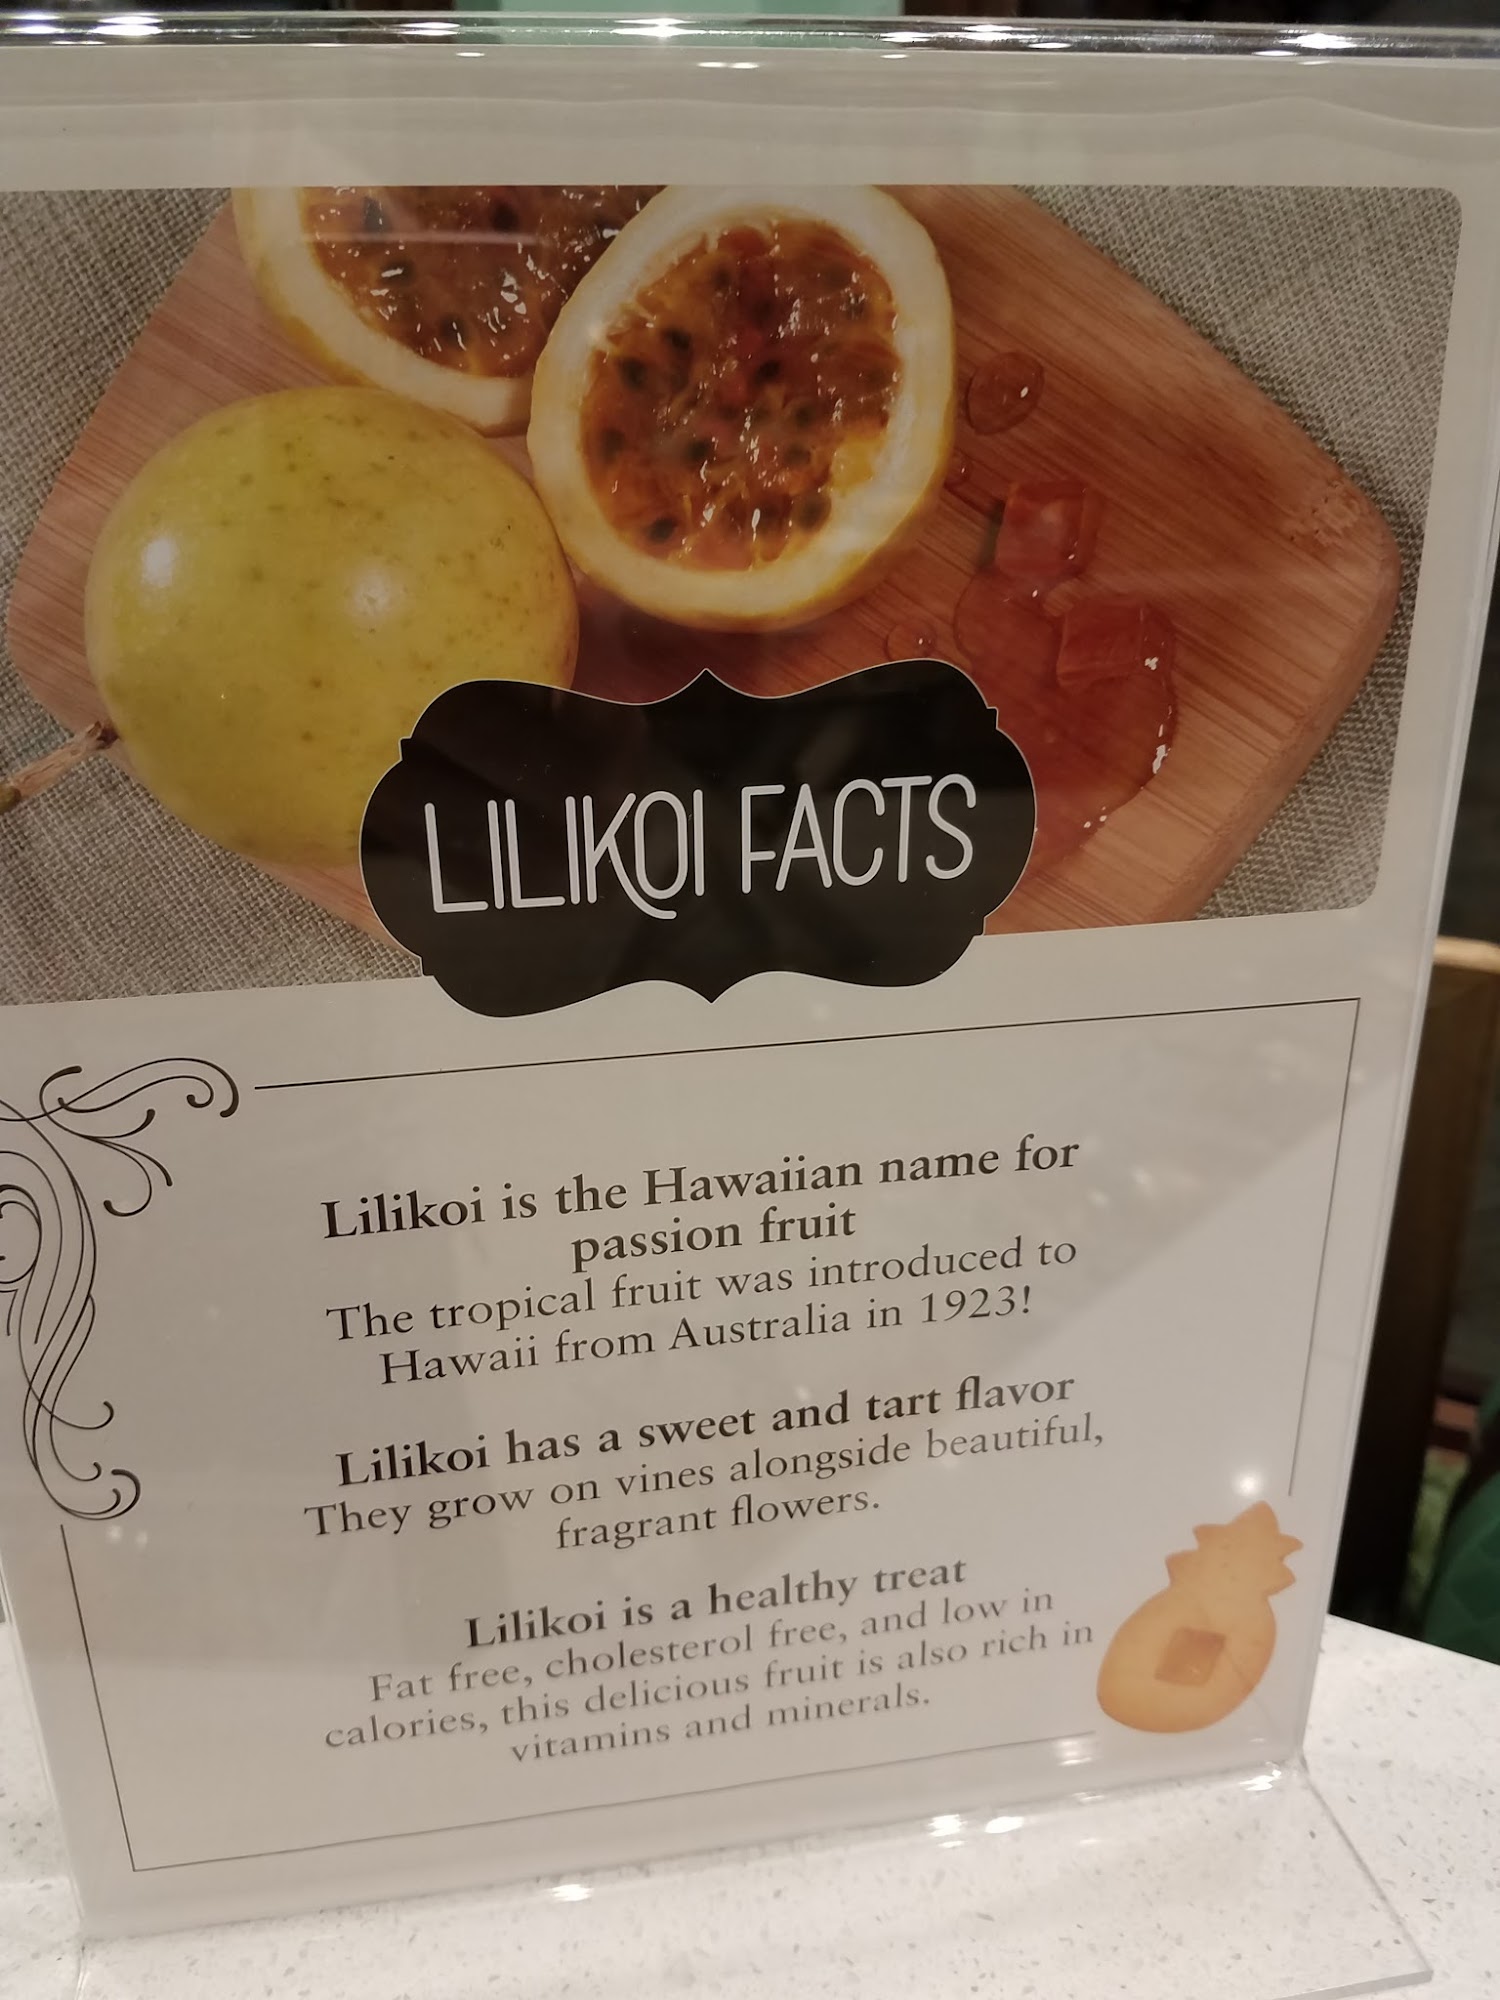 LILIKOI FACTS
Lilikoi is the Hawaiian name for
passion fruit
The tropical fruit was introduced to
Hawaii from Australia in 1923!
Lilikoi has a sweet and tart flavor
They grow on vines alongside beautiful,
fragrant flowers.
Lilikoi is a healthy treat
Fat free, cholesterol free, and low in
calories, this delicious fruit is also rich in
vitamins and minerals.